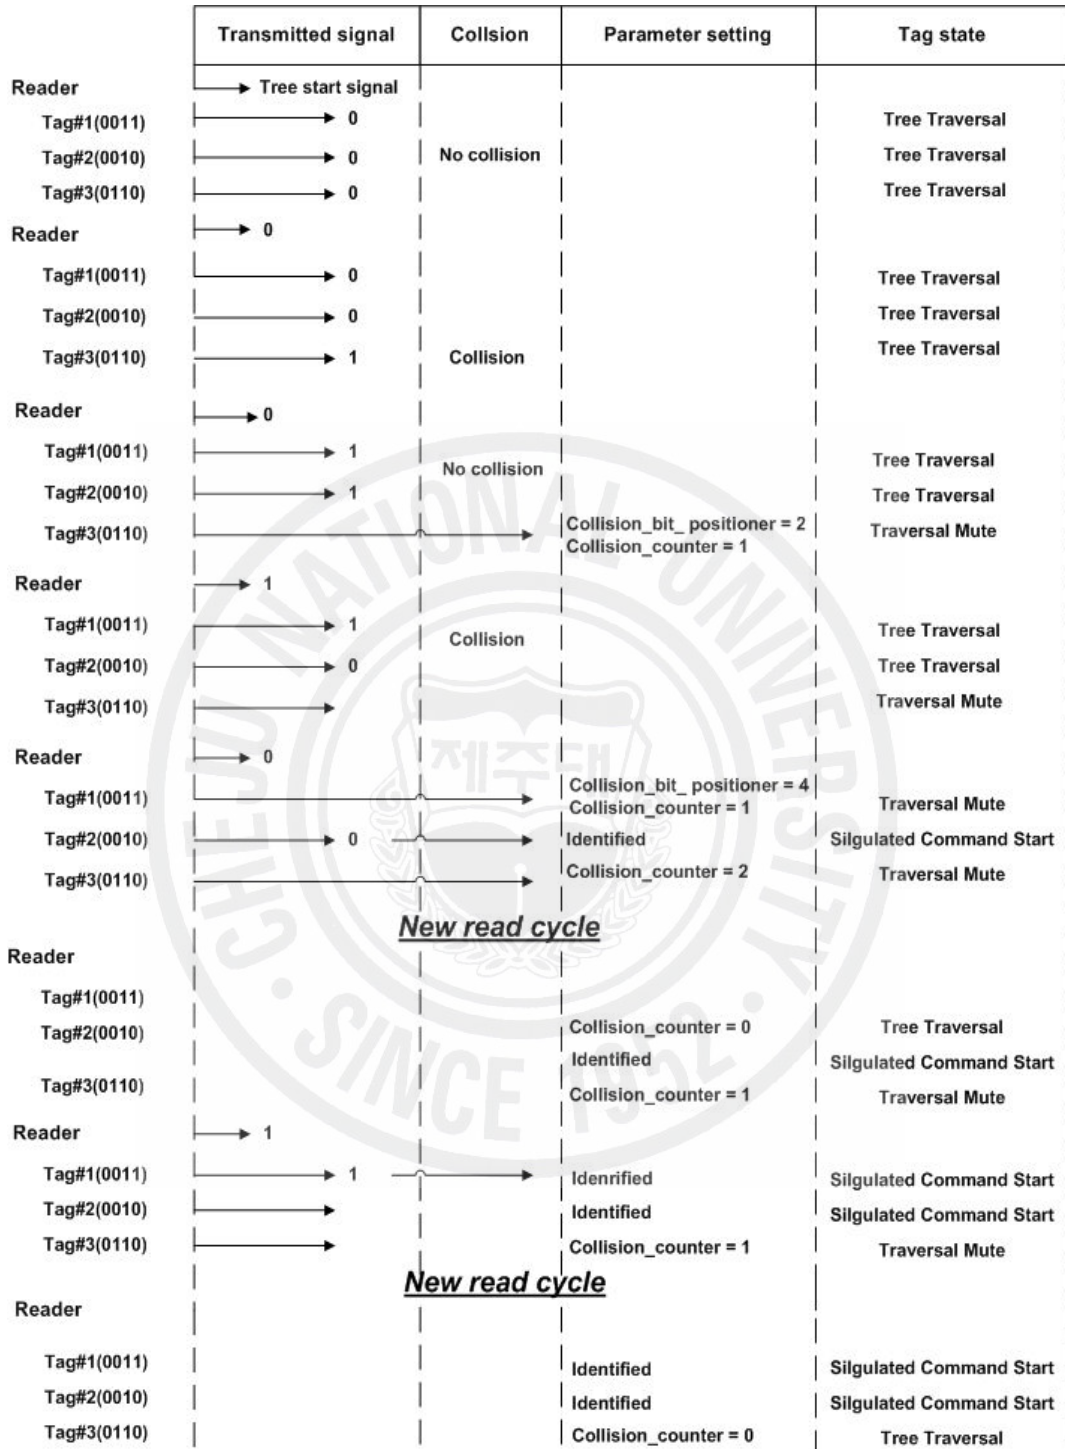 Transmitted signal Collsion Parameter setting Tag state
Reader Tree start signal
Tag#1(0011) 0 Tree Traversal
Tag#2(0010) 0 No collision Tree Traversal
Tag#3(0110) 0 Tree Traversal
Reader 0
Tag#1(0011) 0 Tree Traversal
Tag#2(0010) 0 Tree Traversal
Tag#3(0110) 1 Collision Tree Traversal
Reader 0
Tag#1(0011) 1 No collision Tree Traversal
Tag#2(0010) 1 Tree Traversal
Tag#3(0110) Collision_bit_ positioner = 2 Traversal Mute
Collision_counter = 1
Reader 1
Tag#1(0011) 1 Collision Tree Traversal
Tag#2(0010) 0 Tree Traversal
Tag#3(0110) Traversal Mute
Reader 0
Collision_bit_ positioner = 4
Tag#1(0011) Collision_counter = 1 Traversal Mute
Tag#2(0010) 0 Identified Silgulated Command Start
Tag#3(0110) Collision_counter = 2 Traversal Mute
New read cycle
Reader
Tag#1(0011)
Tag#2(0010) Collision_counter = 0 Tree Traversal
Identified Silgulated Command Start
Tag#3(0110) Collision_counter = 1 Traversal Mute
Reader 1
Tag#1(0011) 1 Idenrified Silgulated Command Start
Tag#2(0010) Identified Silgulated Command Start
Tag#3(0110) Collision_counter = 1 Traversal Mute
New read cycle
Reader
Tag#1(0011) Identified Silgulated Command Start
Tag#2(0010) Identified Silgulated Command Start
Tag#3(0110) Collision_counter = 0 Tree Traversal
CHEJU NATIONAL UNIVERSITY
제주대
SINCE 1952